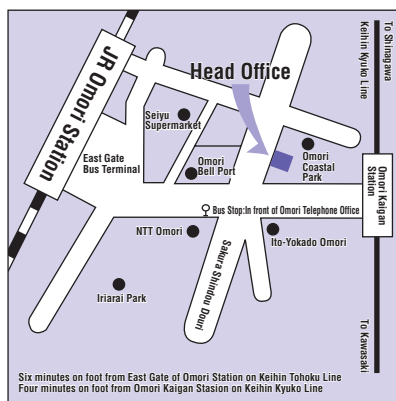 To Shinagawa
Keihin Kyuko Line
JR Omori Station
Head Office
Seiyu
Supermarket
East Gate
Bus Terminal
Omori
Bell Port
Omori
Coastal
Park
Omori Kaigan
Station
Bus Stop:In front of Omori Telephone Office
NTT Omori
Ito-Yokado Omori
Sakura Shindou Douri
Iriarai Park
To Kawasaki
Six minutes on foot from East Gate of Omori Station on Keihin Tohoku Line
Four minutes on foot from Omori Kaigan Stasion on Keihin Kyuko Line